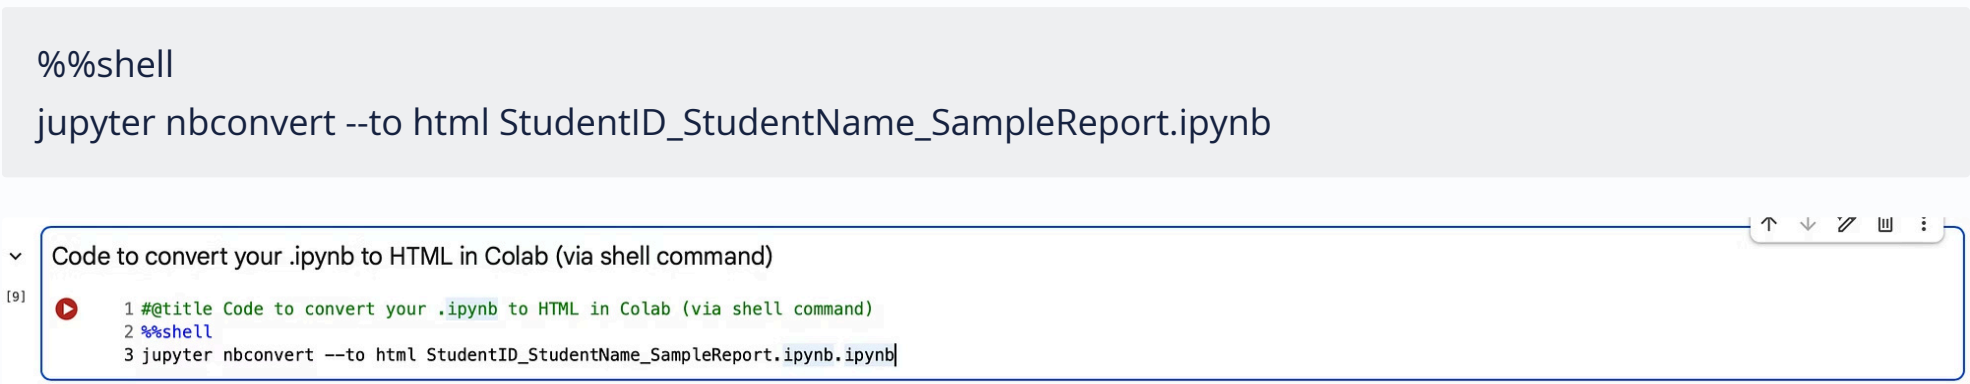 %%shell
jupyter nbconvert --to html StudentID_StudentName_SampleReport.ipynb
Code to convert your .ipynb to HTML in Colab (via shell command)
[9]
1 #@title Code to convert your .ipynb to HTML in Colab (via shell command)
2 %%shell
3 jupyter nbconvert --to html StudentID_StudentName_SampleReport.ipynb.ipynb